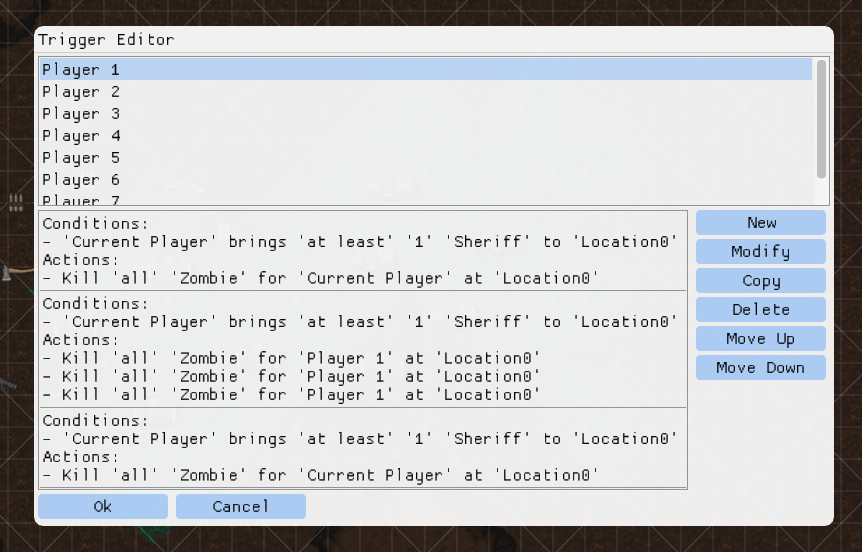 Trigger Editor
Player 1
Player 2
Player 3
Player 4
Player 5
Player 6
Player 7
Conditions:
- 'Current Player' brings 'at least' '1' 'Sheriff' to 'Location0'
Actions:
- Kill 'all' 'Zombie' for 'Current Player' at 'Location0'
Conditions:
- 'Current Player' brings 'at least' '1' 'Sheriff' to 'Location0'
Actions:
- Kill 'all' 'Zombie' for 'Player 1' at 'Location0'
- Kill 'all' 'Zombie' for 'Player 1' at 'Location0'
- Kill 'all' 'Zombie' for 'Player 1' at 'Location0'
Conditions:
- 'Current Player' brings 'at least' '1' 'Sheriff' to 'Location0'
Actions:
- Kill 'all' 'Zombie' for 'Current Player' at 'Location0'
New
Modify
Copy
Delete
Move Up
Move Down
Ok
Cancel